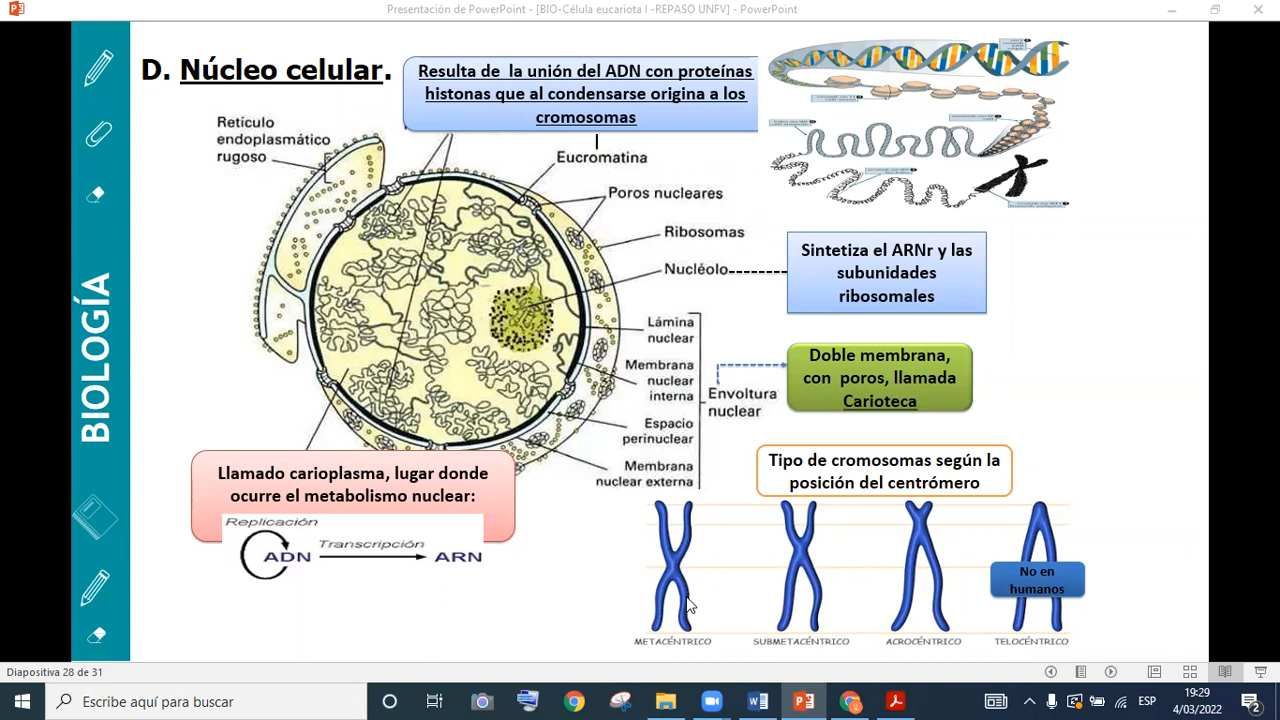 Presentación de PowerPoint - [BIO-Célula eucariota I -REPASO UNFV] - PowerPoint
D. Núcleo celular.
Resulta de la unión del ADN con proteínas
histonas que al condensarse origina a los
cromosomas
Retículo
endoplasmático
rugoso
Eucromatina
Poros nucleares
Ribosomas
Nucléolo
Sintetiza el ARNr y las
subunidades
ribosomales
Lámina
nuclear
Membrana
nuclear
interna
Espacio
perinuclear
Membrana
nuclear externa
Envoltura
nuclear
Doble membrana,
con poros, llamada
Carioteca
BIOLOGÍA
Llamado carioplasma, lugar donde
ocurre el metabolismo nuclear:
Replicación
ADN
Transcripción
ARN
Tipo de cromosomas según la
posición del centrómero
No en
humanos
METACÉNTRICO
SUBMETACÉNTRICO
ACROCÉNTRICO
TELOCÉNTRICO
Diapositiva 28 de 31
Escribe aquí para buscar
ESP
19:29
4/03/2022
2